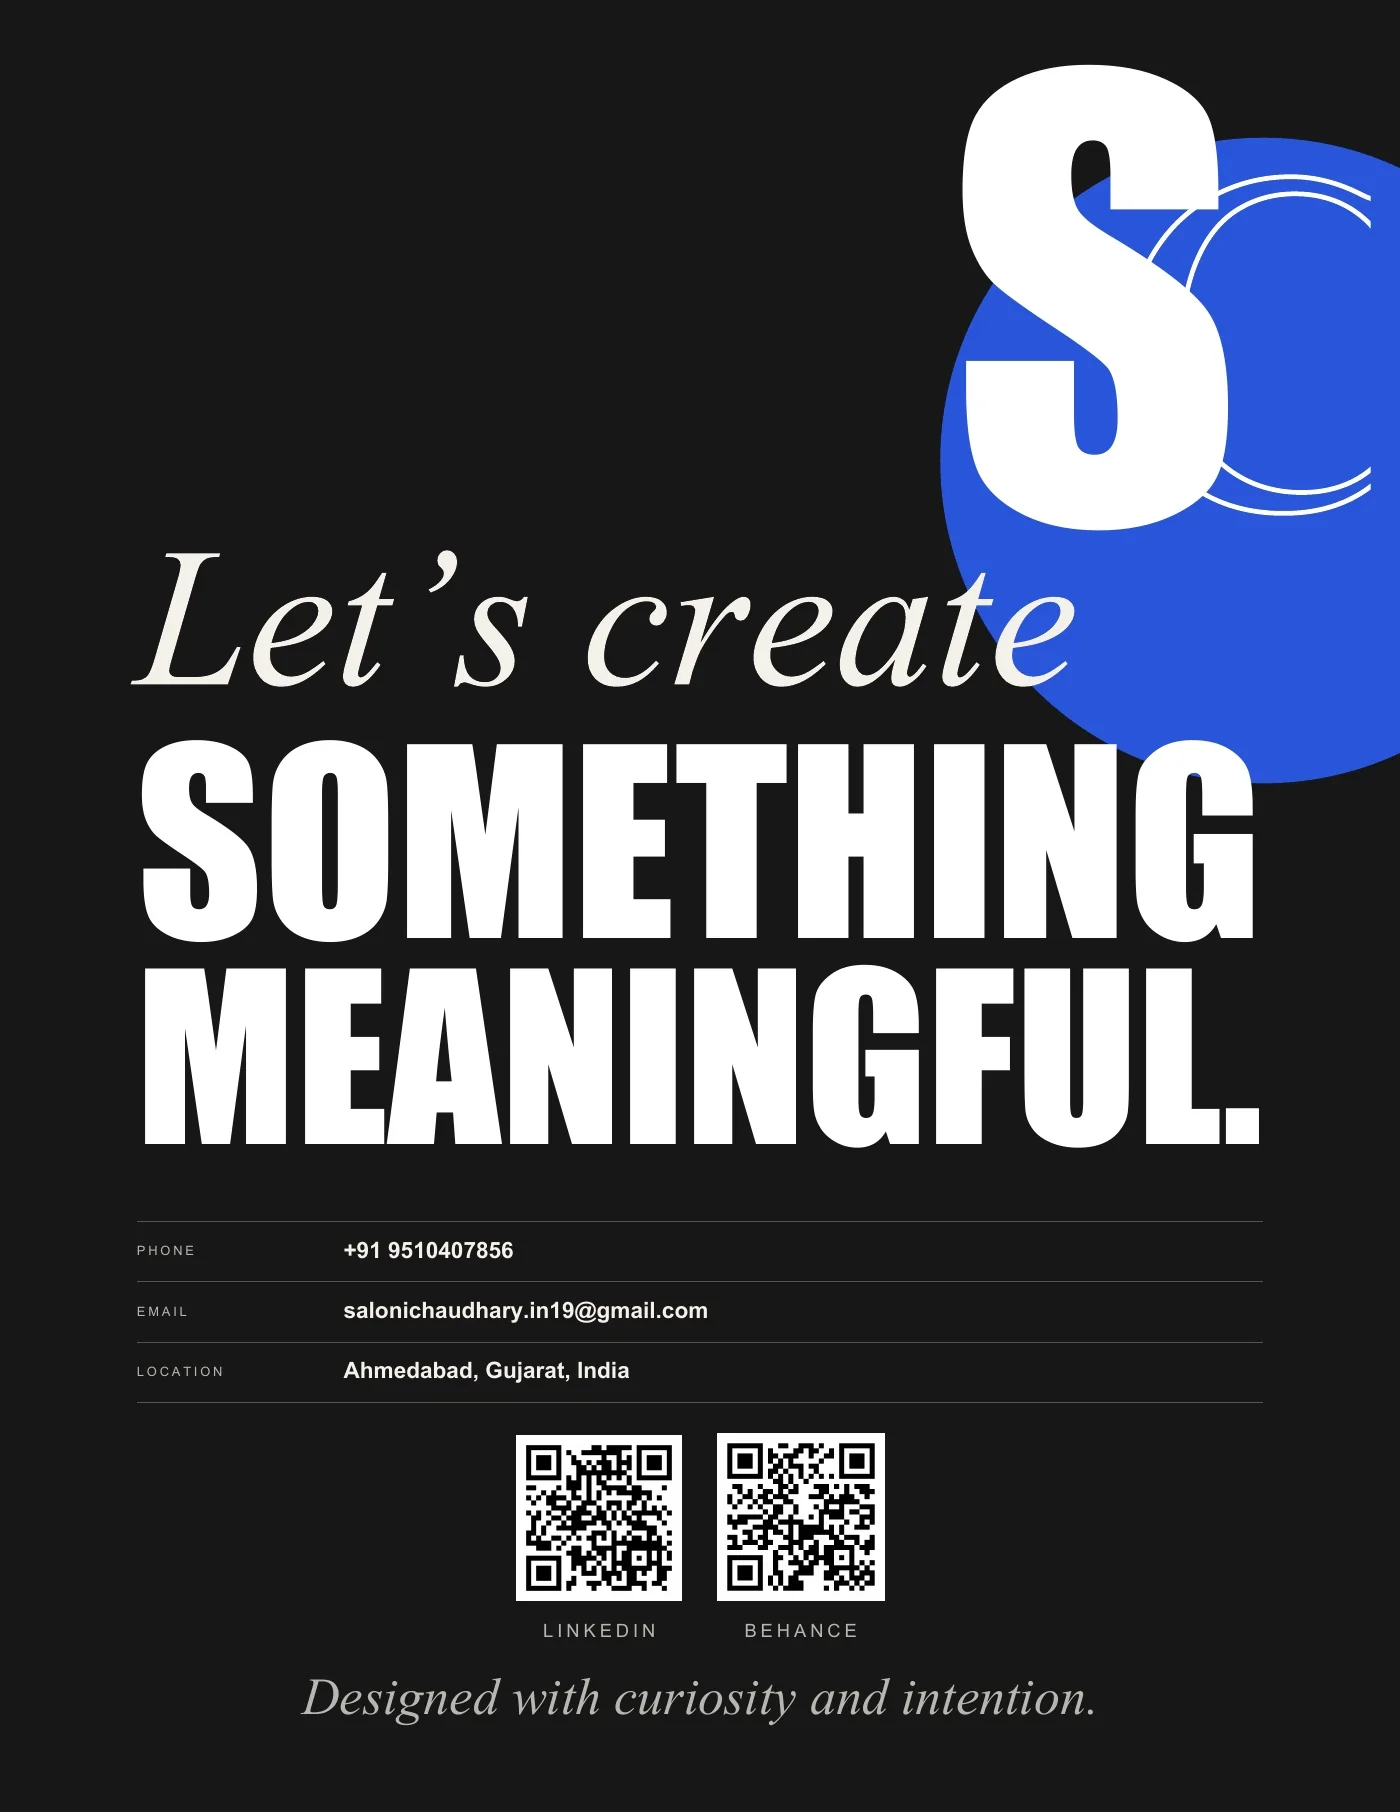 SC
Let’s create
SOMETHING
MEANINGFUL.
PHONE +91 9510407856
EMAIL salonichaudhary.in19@gmail.com
LOCATION Ahmedabad, Gujarat, India
LINKEDIN BEHANCE
Designed with curiosity and intention.